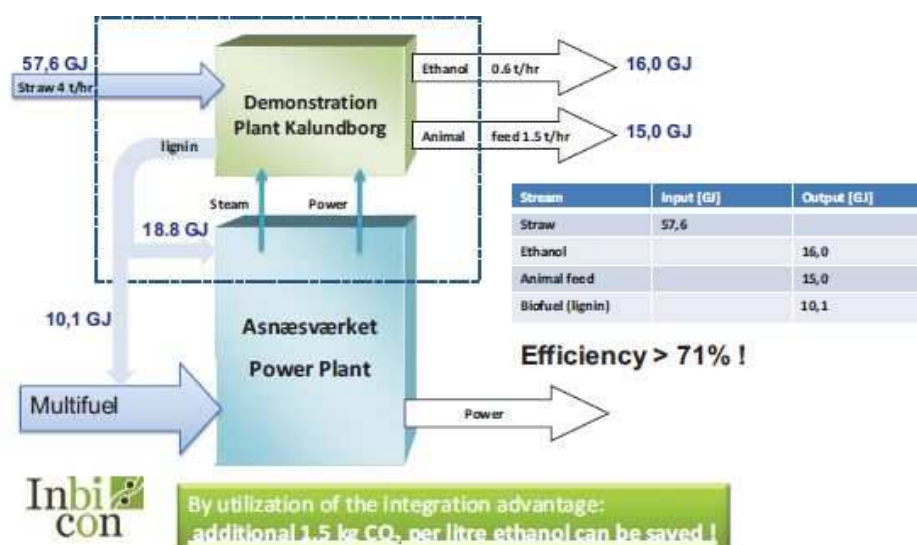 57,6 GJ
Straw 4 t/hr
Demonstration
Plant Kalundborg
Ethanol 0.6 t/hr
16,0 GJ
Animal feed 1.5 t/hr
15,0 GJ
lignin
Steam
Power
18.8 GJ
10,1 GJ
Asnæsværket
Power Plant
Multifuel
Power
Stream Input [GJ] Output [GJ]
Straw 57,6
Ethanol 16,0
Animal feed 15,0
Biofuel (lignin) 10,1
Efficiency > 71% !
Inbi
con
By utilization of the Integration advantage:
additional 1.5 kg CO₂ per litre ethanol can be saved !